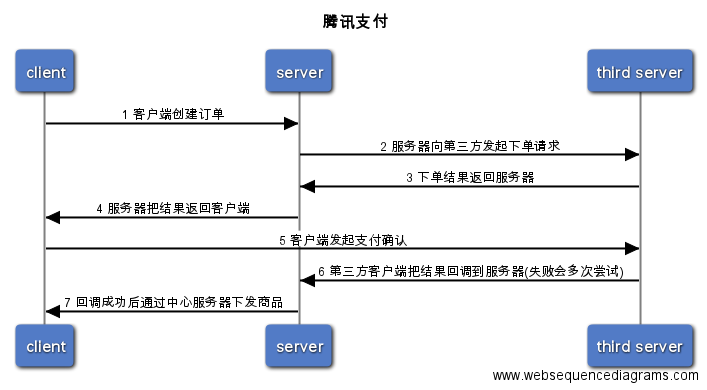 腾讯支付
client
server
third server
1 客户端创建订单
2 服务器向第三方发起下单请求
3 下单结果返回服务器
4 服务器把结果返回客户端
5 客户端发起支付确认
6 第三方客户端把结果回调到服务器(失败会多次尝试)
7 回调成功后通过中心服务器下发商品
client
server
third server
www.websequencediagrams.com